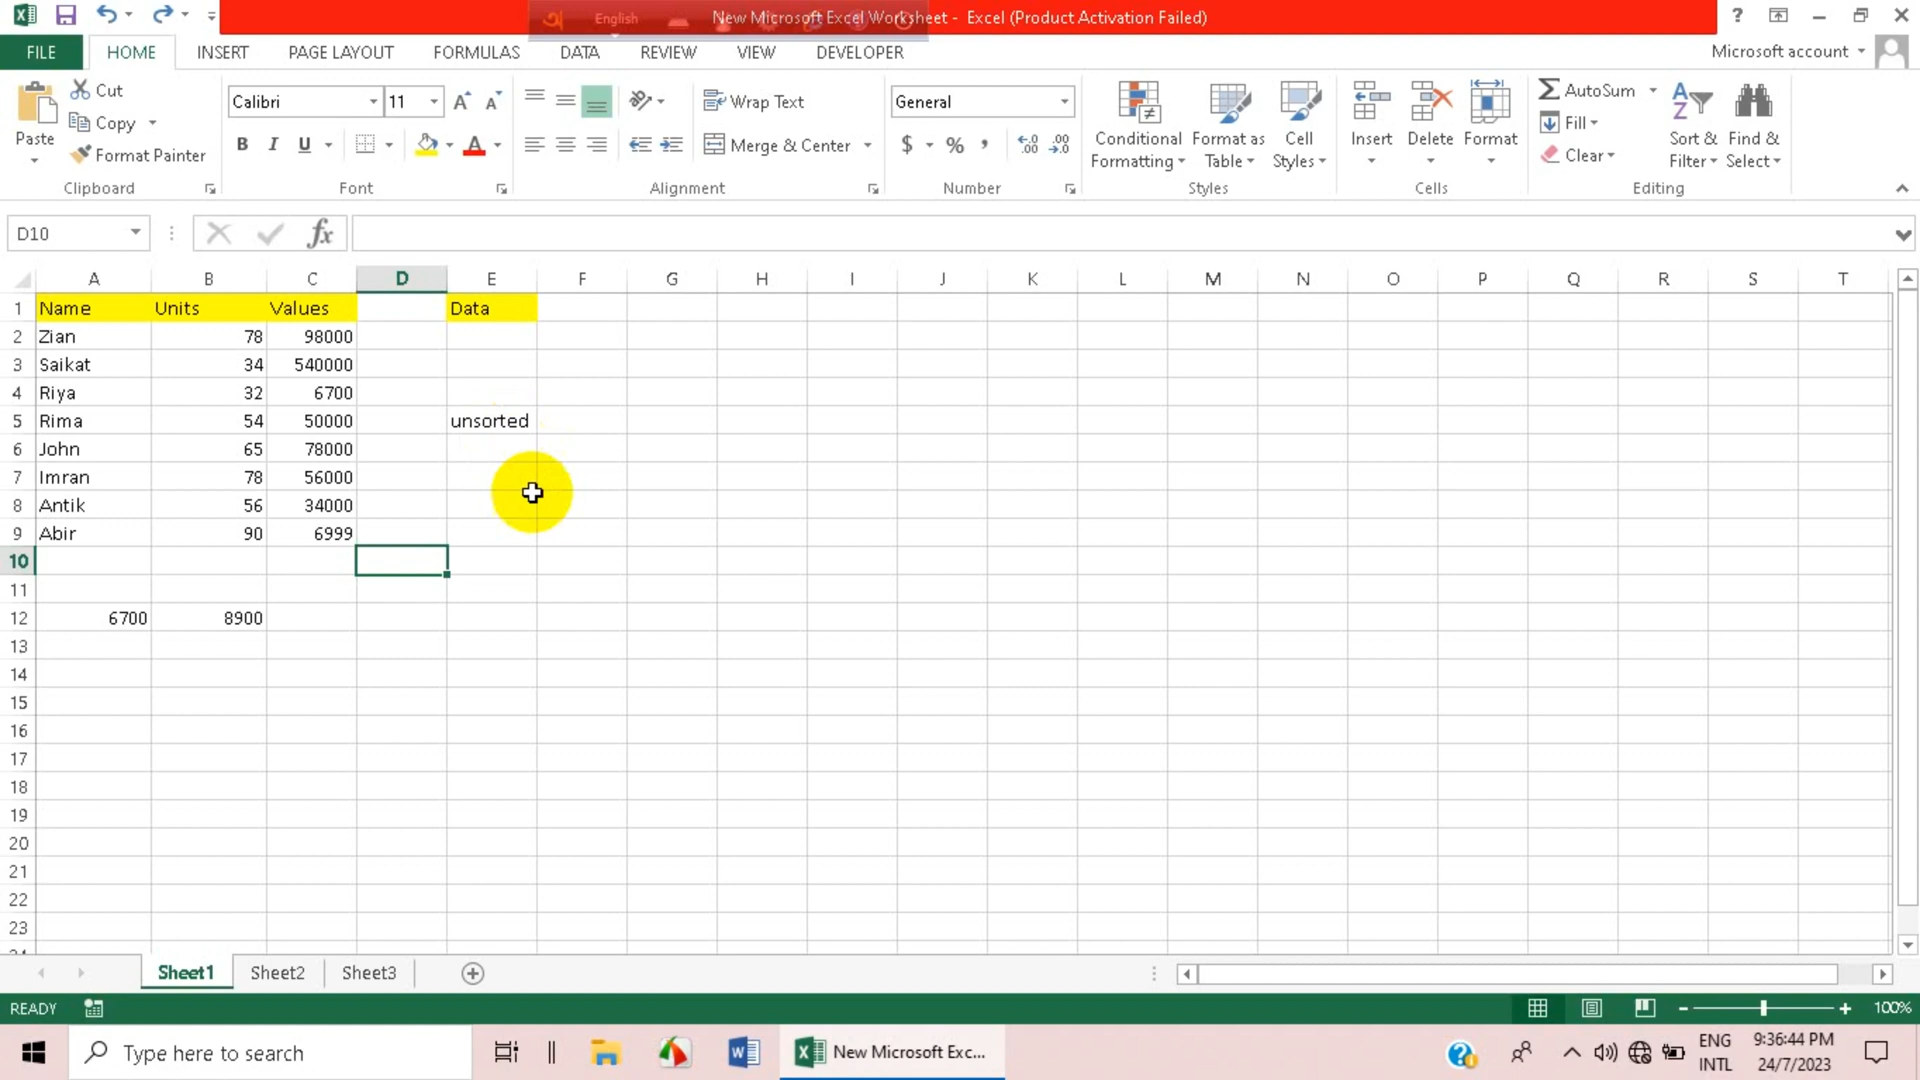 অ English
New Microsoft Excel Worksheet - Excel (Product Activation Failed)
?
FILE HOME INSERT PAGE LAYOUT FORMULAS DATA REVIEW VIEW DEVELOPER
Microsoft account
Paste
Cut
Copy
Format Painter
Clipboard
Calibri 11
B I U
Font
Wrap Text
Merge & Center
Alignment
General
$ % ,
Number
Conditional Formatting
Format as Table
Cell Styles
Styles
Insert
Delete
Format
Cells
AutoSum
Fill
Clear
Sort & Filter
Find & Select
Editing
D10
fx
A B C D E F G H I J K L M N O P Q R S T
1 Name Units Values Data
2 Zian 78 98000
3 Saikat 34 540000
4 Riya 32 6700
5 Rima 54 50000 unsorted
6 John 65 78000
7 Imran 78 56000
8 Antik 56 34000
9 Abir 90 6999
10
11
12 6700 8900
13
14
15
16
17
18
19
20
21
22
23
Sheet1 Sheet2 Sheet3
READY
100%
Type here to search
New Microsoft Exc...
ENG
INTL
9:36:44 PM
24/7/2023